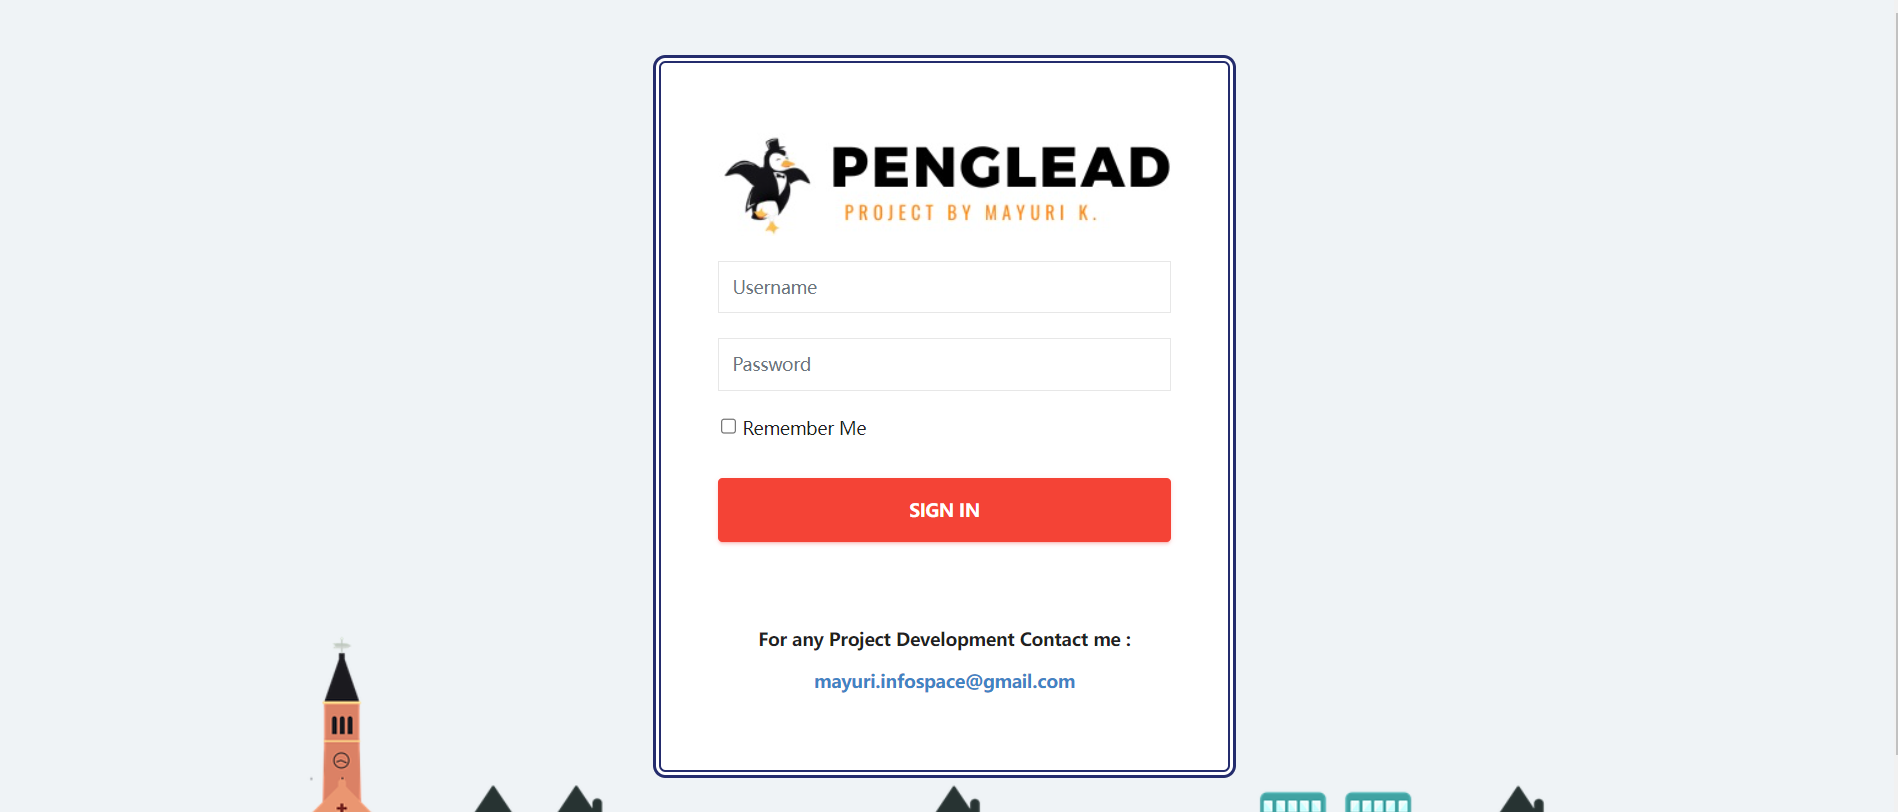 PENGLEAD
PROJECT BY MAYURI K.
Username
Password
Remember Me
SIGN IN
For any Project Development Contact me :
mayuri.infospace@gmail.com